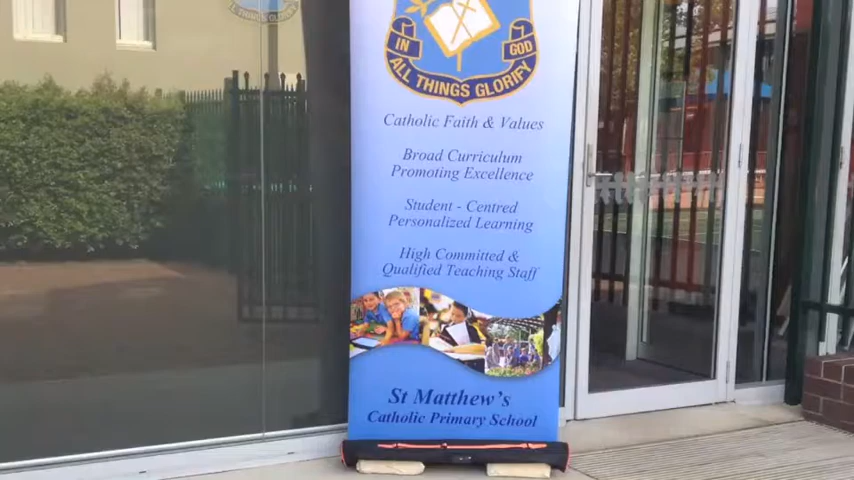 IN GOD
ALL THINGS GLORIFY
Catholic Faith & Values
Broad Curriculum
Promoting Excellence
Student - Centred
Personalized Learning
High Committed &
Qualified Teaching Staff
St Matthew's
Catholic Primary School